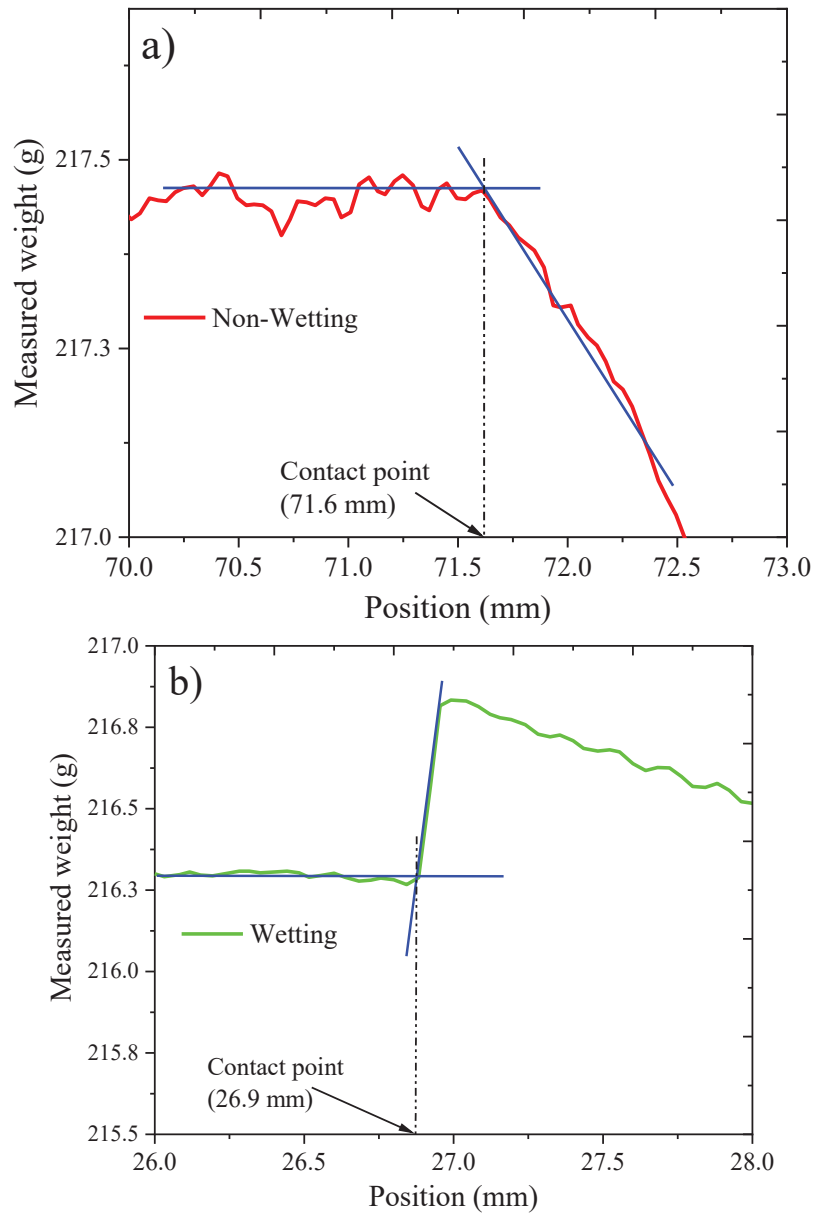 a)
Measured weight (g)
217.5
217.3
217.0
Non-Wetting
Contact point
(71.6 mm)
70.0 70.5 71.0 71.5 72.0 72.5 73.0
Position (mm)
b)
Measured weight (g)
217.0
216.8
216.5
216.3
216.0
215.8
215.5
Wetting
Contact point
(26.9 mm)
26.0 26.5 27.0 27.5 28.0
Position (mm)